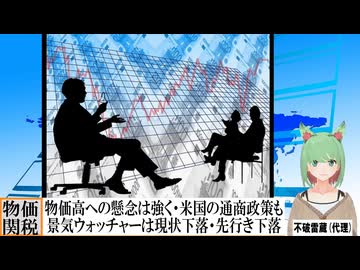 物価
関税
物価高への懸念は強く・米国の通商政策も
景気ウォッチャーは現状下落・先行き下落
不破雷蔵(代理)